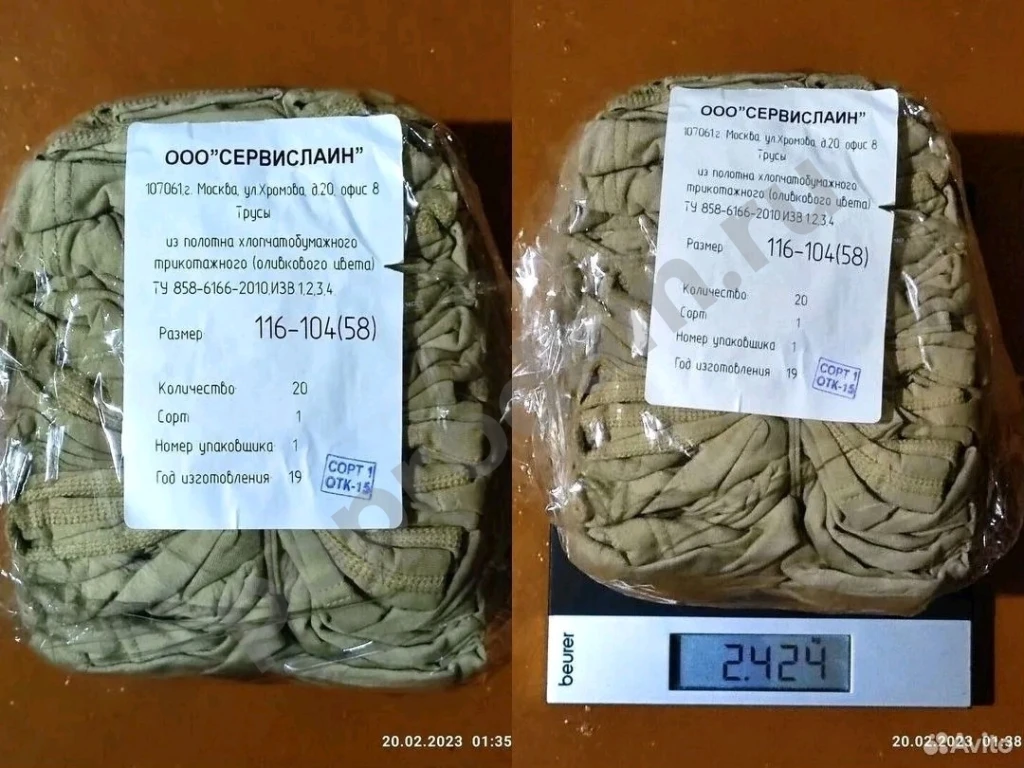 ООО"СЕРВИСЛАИН"
107061.г. Москва, ул.Хромова, д.20, офис 8
Трусы
из полотна хлопчатобумажного
трикотажного (оливкового цвета)
ТУ 858-6166-2010.ИЗВ 1.2.3.4
Размер 116-104(58)
Количество 20
Сорт 1
Номер упаковщика 1
Год изготовления 19
СОРТ 1
ОТК-15
20.02.2023 01:35
ООО"СЕРВИСЛАИН"
107061.г. Москва, ул.Хромова, д.20, офис 8
Трусы
из полотна хлопчатобумажного
трикотажного (оливкового цвета)
ТУ 858-6166-2010.ИЗВ 1.2.3.4
Размер 116-104(58)
Количество 20
Сорт 1
Номер упаковщика 1
Год изготовления 19
СОРТ 1
ОТК-15
beurer
2.424 kg
20.02.2023 01:38
Avito